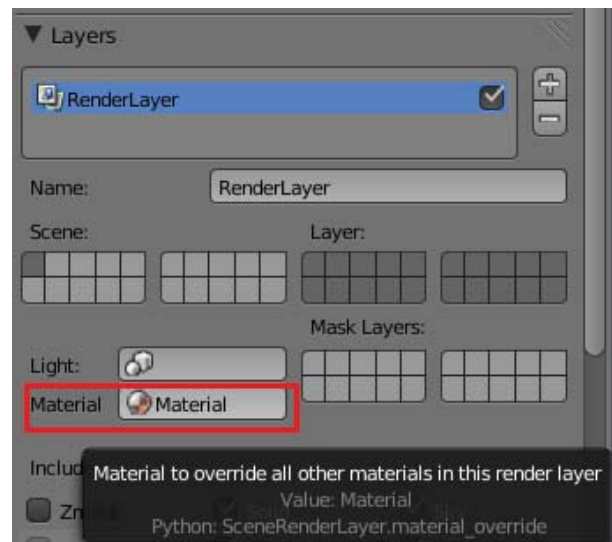 Layers
RenderLayer
Name: RenderLayer
Scene: Layer:
Mask Layers:
Light:
Material Material
Includ
Material to override all other materials in this render layer
Value: Material
Python: SceneRenderLayer.material_override